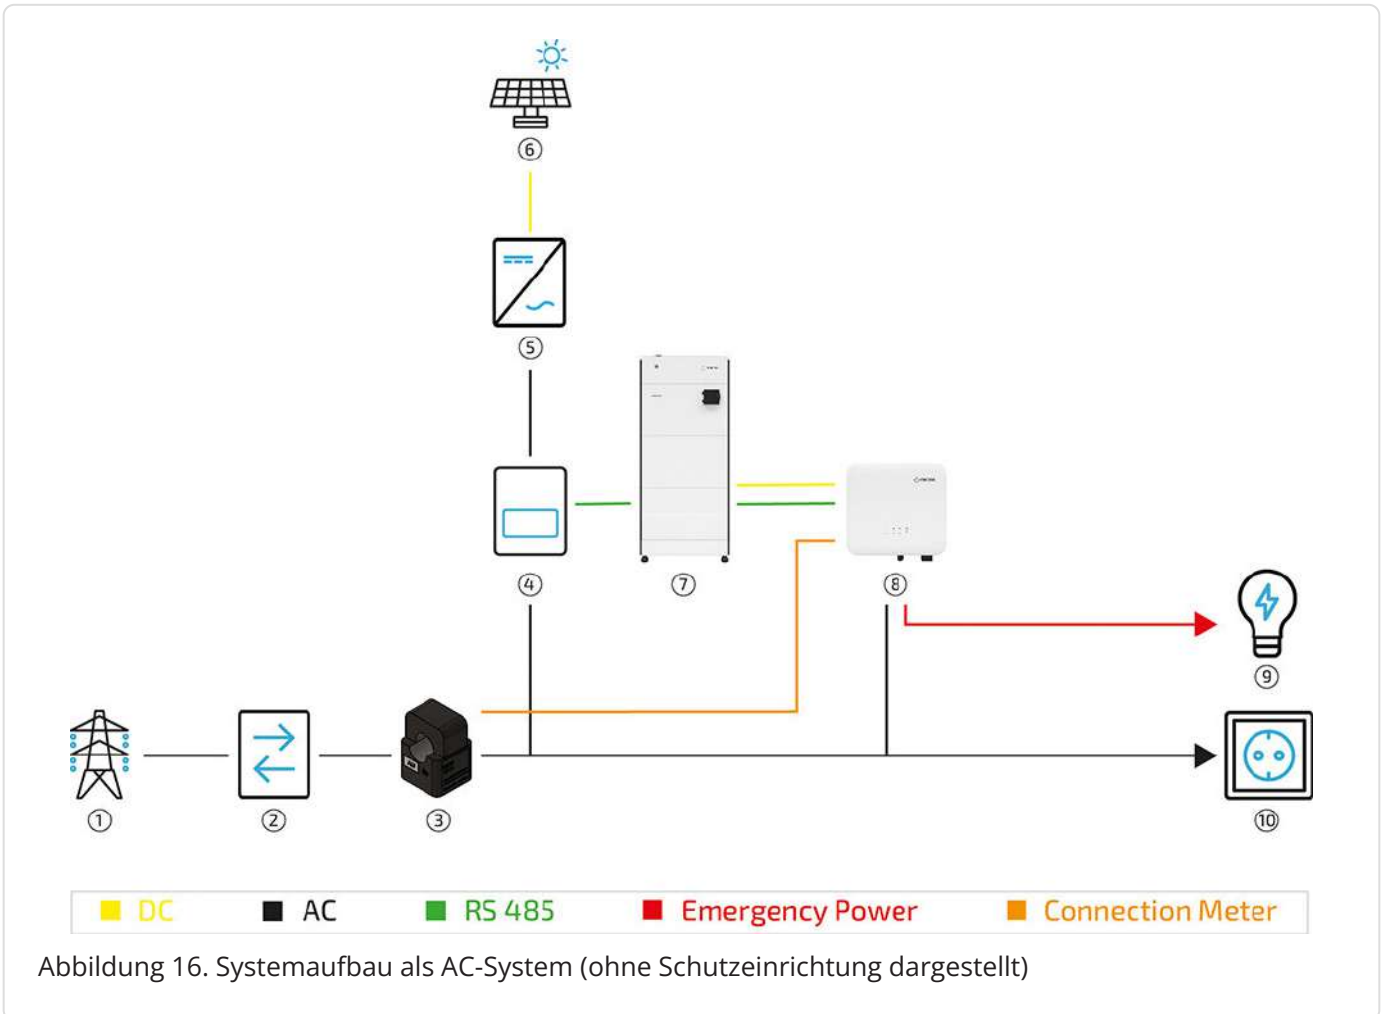 ⑥
⑤
④
⑦
⑧
⑨
①
②
③
⑩
DC
AC
RS 485
Emergency Power
Connection Meter
Abbildung 16. Systemaufbau als AC-System (ohne Schutzeinrichtung dargestellt)